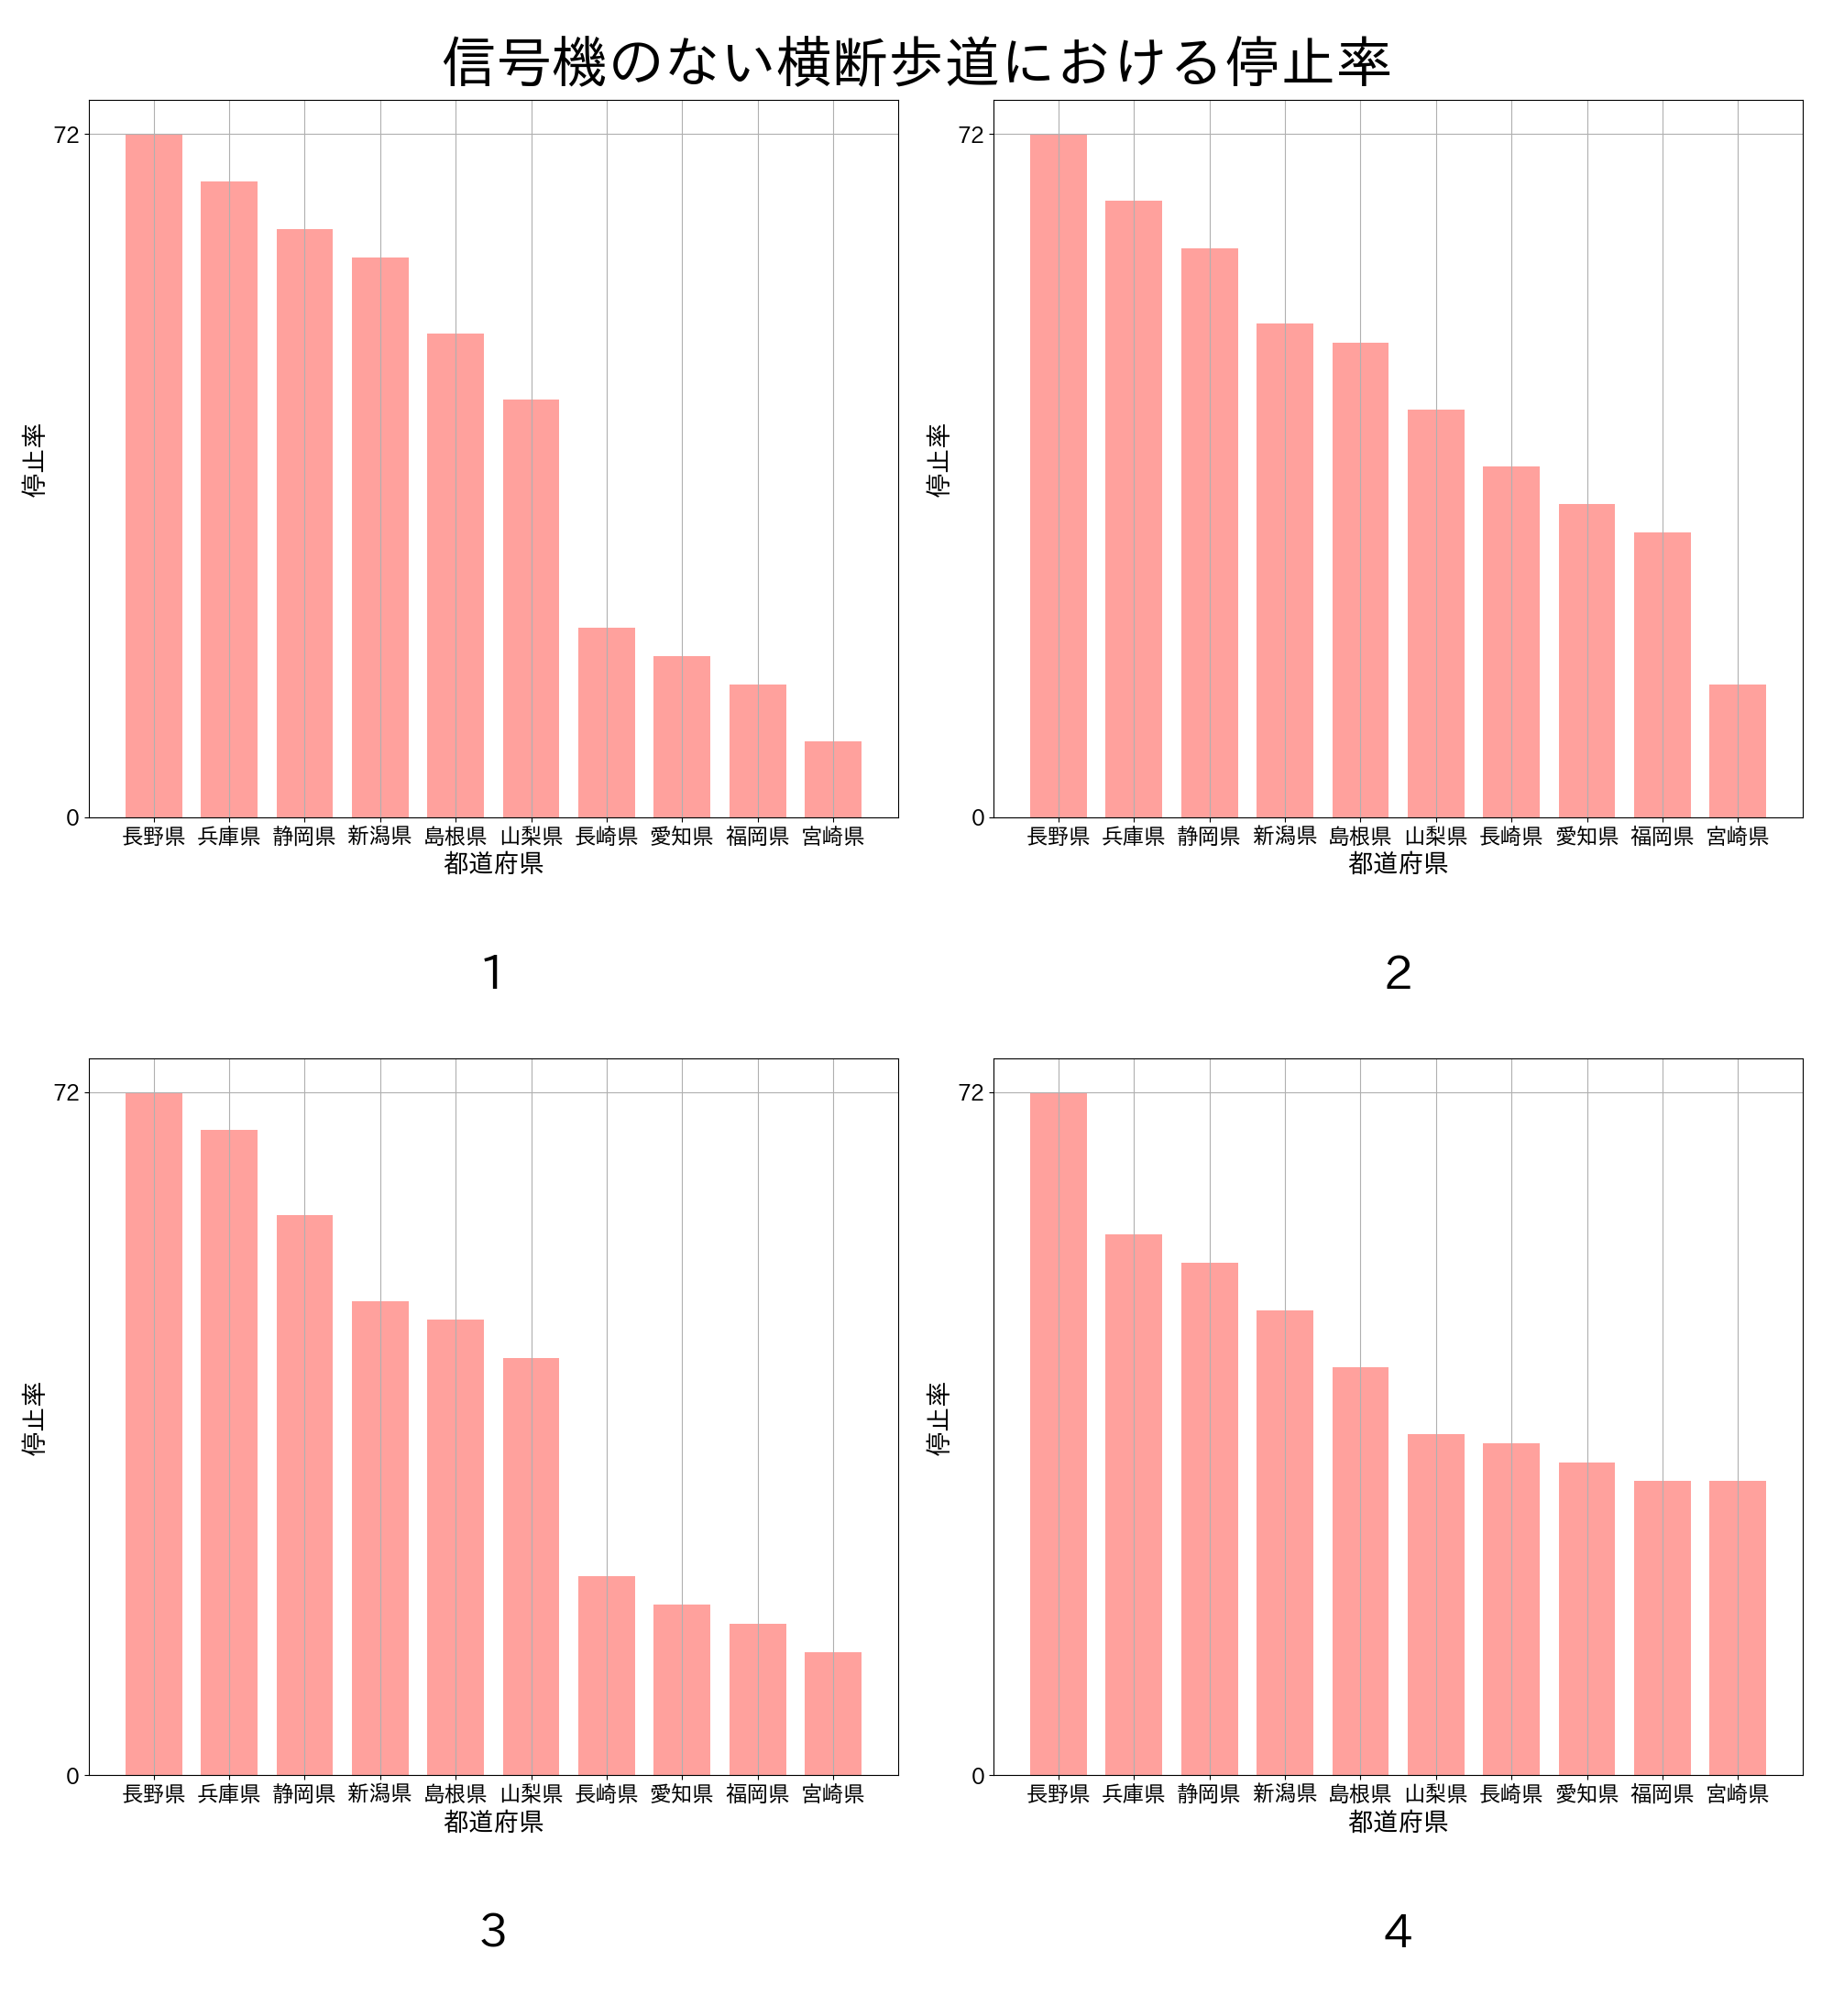 信号機のない横断歩道における停止率
72
0
停止率
長野県 兵庫県 静岡県 新潟県 島根県 山梨県 長崎県 愛知県 福岡県 宮崎県
都道府県
1
72
0
停止率
長野県 兵庫県 静岡県 新潟県 島根県 山梨県 長崎県 愛知県 福岡県 宮崎県
都道府県
2
72
0
停止率
長野県 兵庫県 静岡県 新潟県 島根県 山梨県 長崎県 愛知県 福岡県 宮崎県
都道府県
3
72
0
停止率
長野県 兵庫県 静岡県 新潟県 島根県 山梨県 長崎県 愛知県 福岡県 宮崎県
都道府県
4